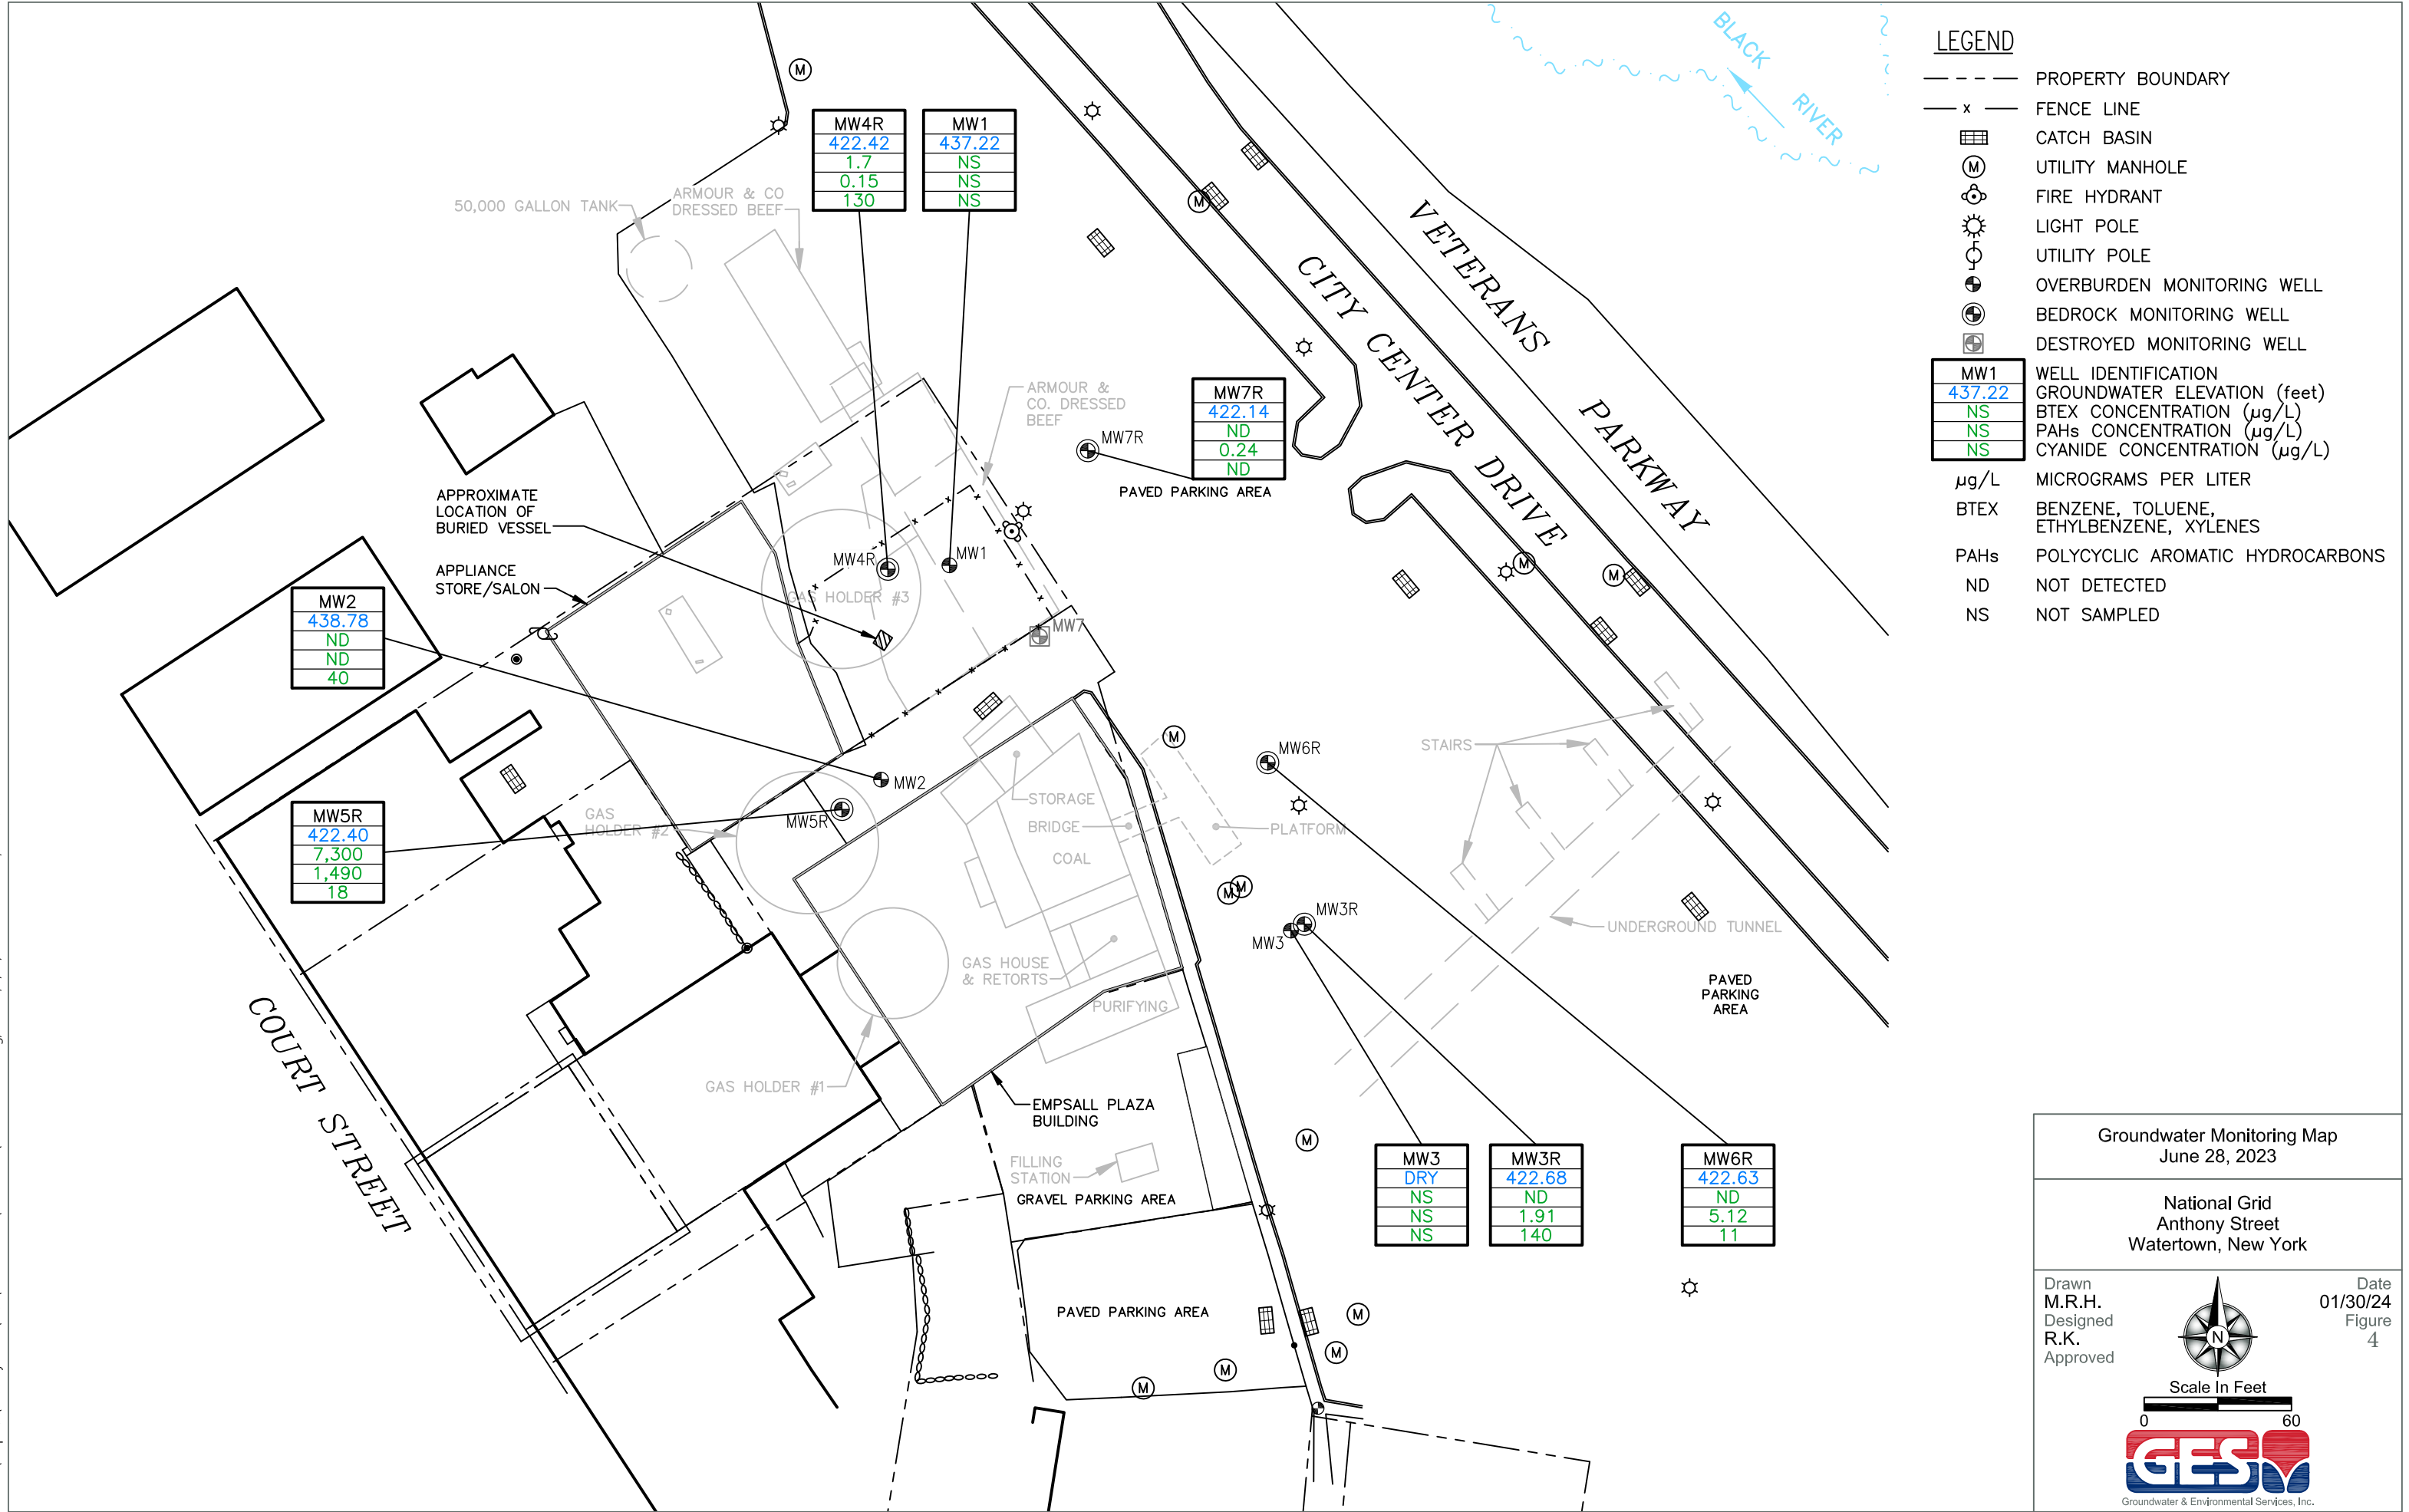 BLACK
RIVER
LEGEND
PROPERTY BOUNDARY
x FENCE LINE
CATCH BASIN
M UTILITY MANHOLE
FIRE HYDRANT
LIGHT POLE
UTILITY POLE
OVERBURDEN MONITORING WELL
BEDROCK MONITORING WELL
DESTROYED MONITORING WELL
MW1 WELL IDENTIFICATION
437.22 GROUNDWATER ELEVATION (feet)
NS BTEX CONCENTRATION (µg/L)
NS PAHs CONCENTRATION (µg/L)
NS CYANIDE CONCENTRATION (µg/L)
µg/L MICROGRAMS PER LITER
BTEX BENZENE, TOLUENE,
ETHYLBENZENE, XYLENES
PAHs POLYCYCLIC AROMATIC HYDROCARBONS
ND NOT DETECTED
NS NOT SAMPLED
MW4R
422.42
1.7
0.15
130
MW1
437.22
NS
NS
NS
50,000 GALLON TANK
ARMOUR & CO
DRESSED BEEF
ARMOUR &
CO. DRESSED
BEEF
MW7R
422.14
ND
0.24
ND
MW7R
PAVED PARKING AREA
VETERANS PARKWAY
CITY CENTER DRIVE
APPROXIMATE
LOCATION OF
BURIED VESSEL
APPLIANCE
STORE/SALON
MW4R
MW1
GAS HOLDER #3
MW7
MW2
438.78
ND
ND
40
MW5R
422.40
7,300
1,490
18
MW2
MW5R
GAS
HOLDER #2
STORAGE
BRIDGE
COAL
PLATFORM
MW6R
STAIRS
MW3R
MW3
UNDERGROUND TUNNEL
GAS HOUSE
& RETORTS
PURIFYING
PAVED
PARKING
AREA
GAS HOLDER #1
COURT STREET
EMPSALL PLAZA
BUILDING
FILLING
STATION
GRAVEL PARKING AREA
PAVED PARKING AREA
MW3
DRY
NS
NS
NS
MW3R
422.68
ND
1.91
140
MW6R
422.63
ND
5.12
11
M
M
M
M
M
M
M
M
M
M
M
M
Groundwater Monitoring Map
June 28, 2023
National Grid
Anthony Street
Watertown, New York
Drawn
M.R.H.
Designed
R.K.
Approved
N
Date
01/30/24
Figure
4
Scale In Feet
0 60
GES
Groundwater & Environmental Services, Inc.